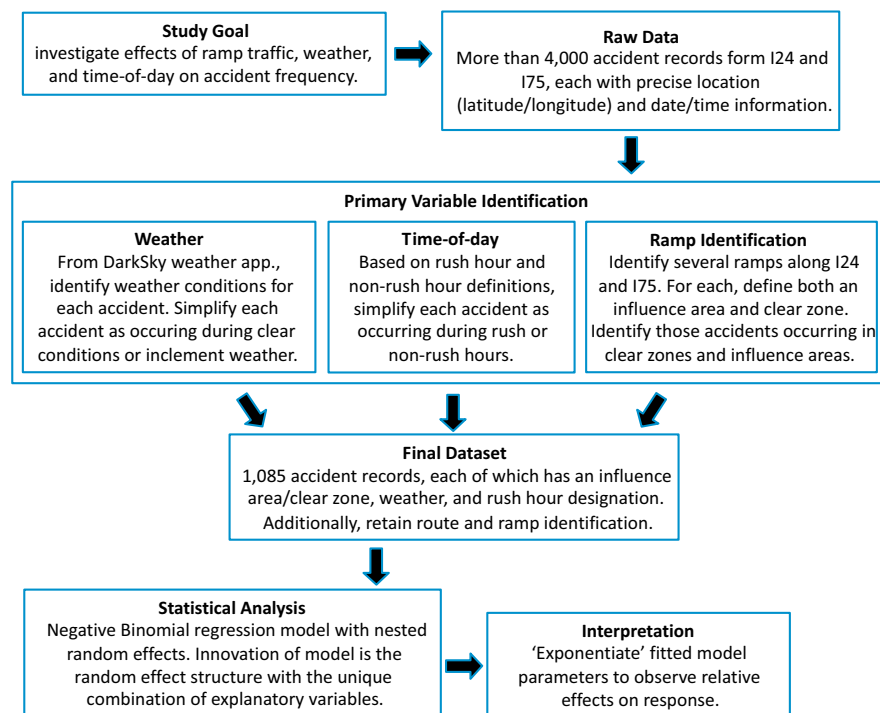 Study Goal
investigate effects of ramp traffic, weather,
and time-of-day on accident frequency.
Raw Data
More than 4,000 accident records form I24 and
I75, each with precise location
(latitude/longitude) and date/time information.
Primary Variable Identification
Weather
From DarkSky weather app.,
identify weather conditions for
each accident. Simplify each
accident as occuring during clear
conditions or inclement weather.
Time-of-day
Based on rush hour and
non-rush hour definitions,
simplify each accident as
occurring during rush or
non-rush hours.
Ramp Identification
Identify several ramps along I24
and I75. For each, define both an
influence area and clear zone.
Identify those accidents occurring in
clear zones and influence areas.
Final Dataset
1,085 accident records, each of which has an influence
area/clear zone, weather, and rush hour designation.
Additionally, retain route and ramp identification.
Statistical Analysis
Negative Binomial regression model with nested
random effects. Innovation of model is the
random effect structure with the unique
combination of explanatory variables.
Interpretation
‘Exponentiate’ fitted model
parameters to observe relative
effects on response.